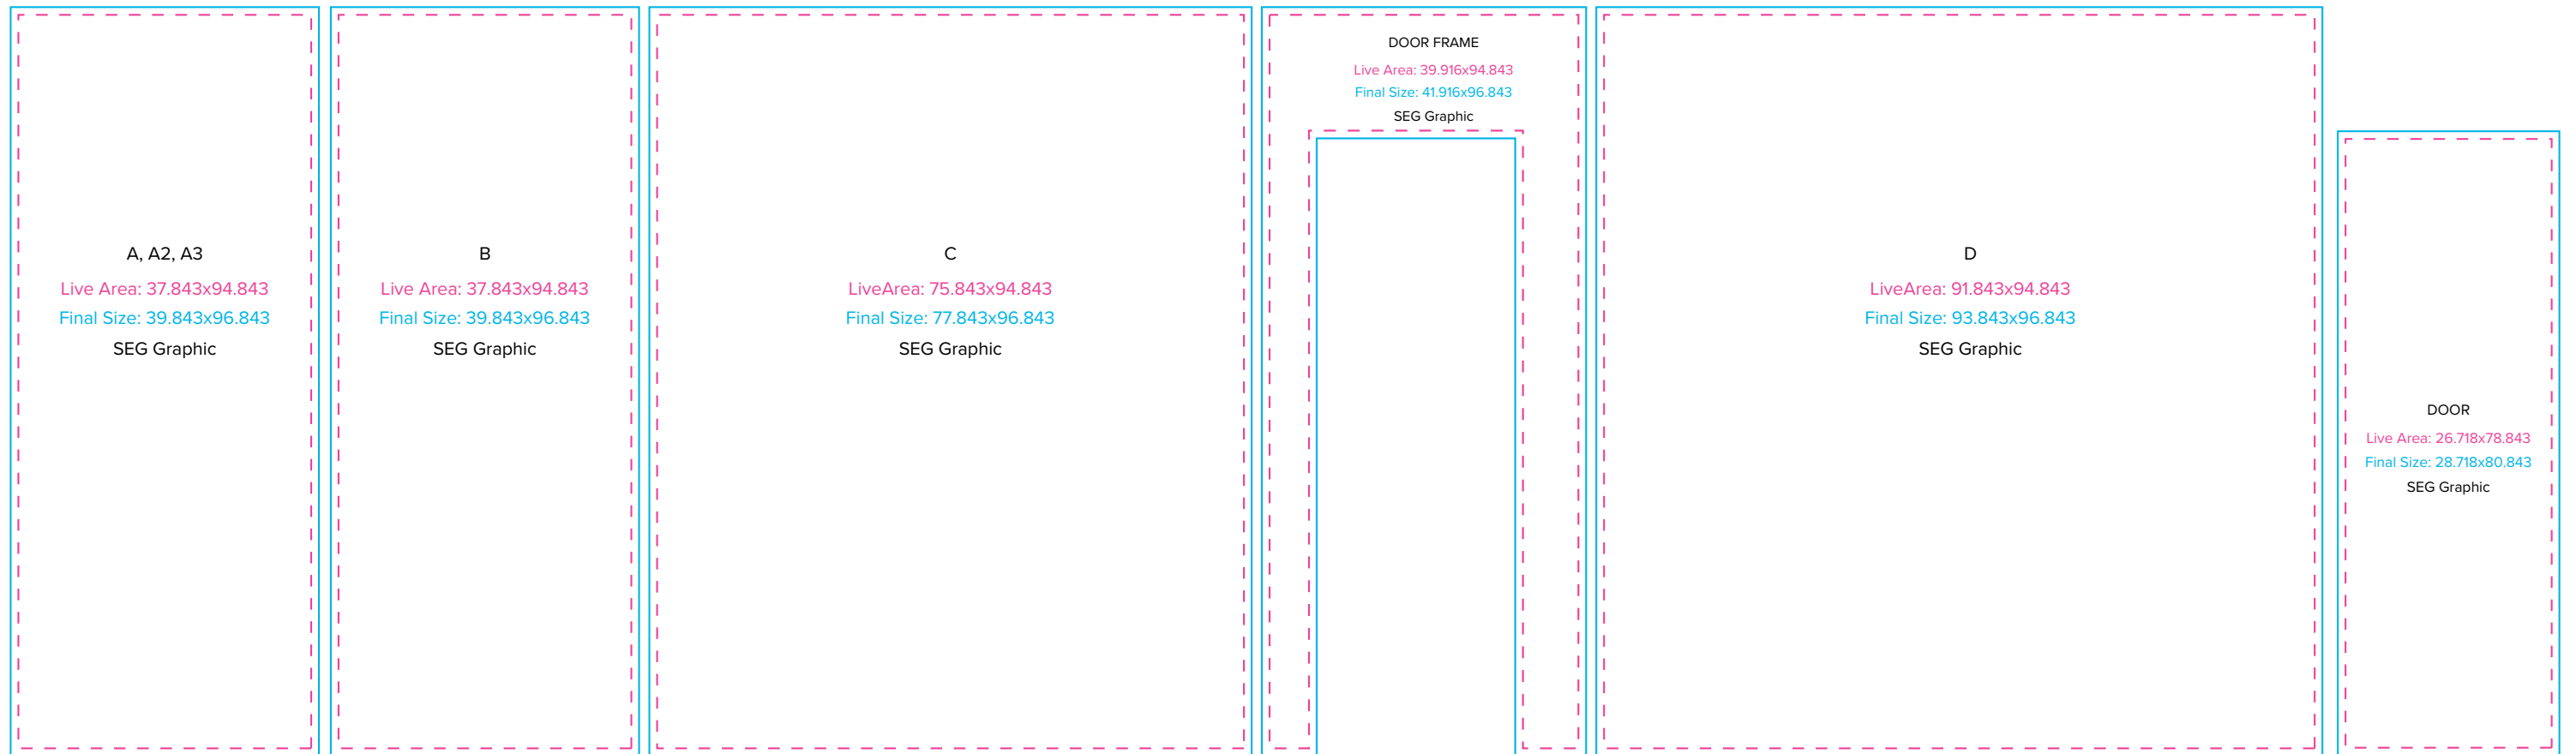 A, A2, A3
Live Area: 37.843x94.843
Final Size: 39.843x96.843
SEG Graphic
B
Live Area: 37.843x94.843
Final Size: 39.843x96.843
SEG Graphic
C
LiveArea: 75.843x94.843
Final Size: 77.843x96.843
SEG Graphic
DOOR FRAME
Live Area: 39.916x94.843
Final Size: 41.916x96.843
SEG Graphic
D
LiveArea: 91.843x94.843
Final Size: 93.843x96.843
SEG Graphic
DOOR
Live Area: 26.718x78.843
Final Size: 28.718x80.843
SEG Graphic